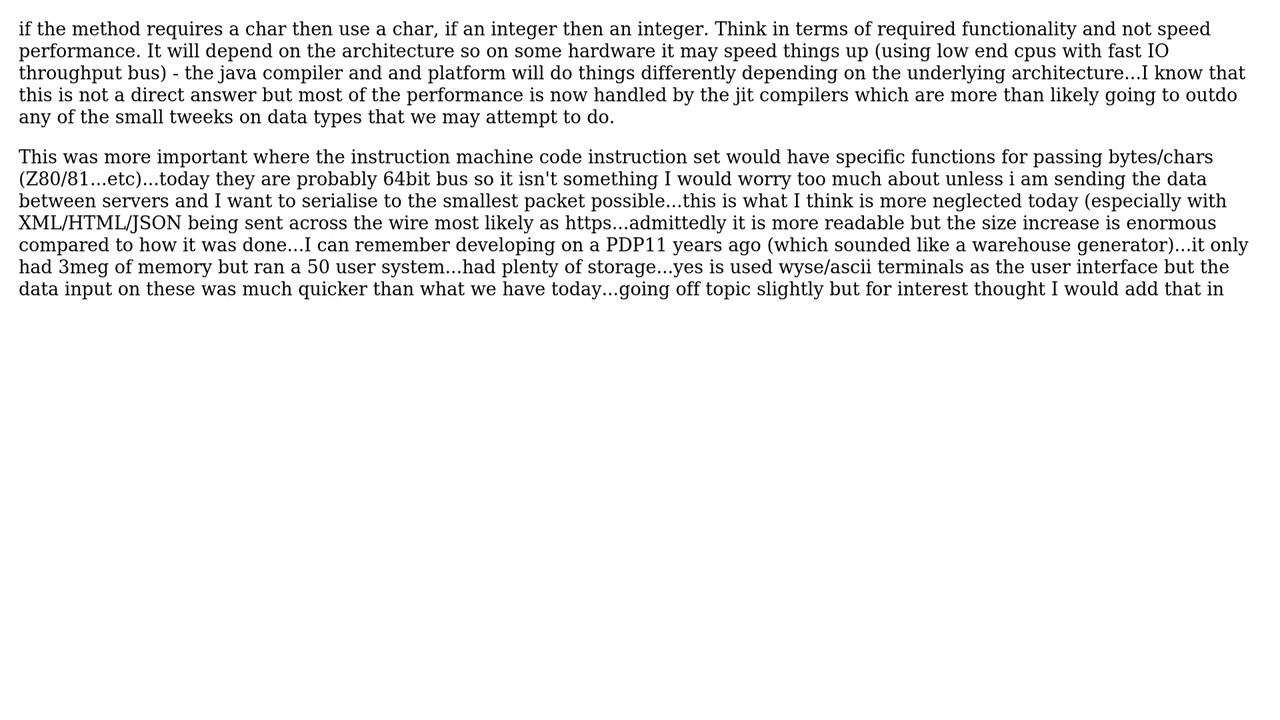 if the method requires a char then use a char, if an integer then an integer. Think in terms of required functionality and not speed
performance. It will depend on the architecture so on some hardware it may speed things up (using low end cpus with fast IO
throughput bus) - the java compiler and and platform will do things differently depending on the underlying architecture...I know that
this is not a direct answer but most of the performance is now handled by the jit compilers which are more than likely going to outdo
any of the small tweeks on data types that we may attempt to do.
This was more important where the instruction machine code instruction set would have specific functions for passing bytes/chars
(Z80/81...etc)...today they are probably 64bit bus so it isn't something I would worry too much about unless i am sending the data
between servers and I want to serialise to the smallest packet possible...this is what I think is more neglected today (especially with
XML/HTML/JSON being sent across the wire most likely as https...admittedly it is more readable but the size increase is enormous
compared to how it was done...I can remember developing on a PDP11 years ago (which sounded like a warehouse generator)...it only
had 3meg of memory but ran a 50 user system...had plenty of storage...yes is used wyse/ascii terminals as the user interface but the
data input on these was much quicker than what we have today...going off topic slightly but for interest thought I would add that in